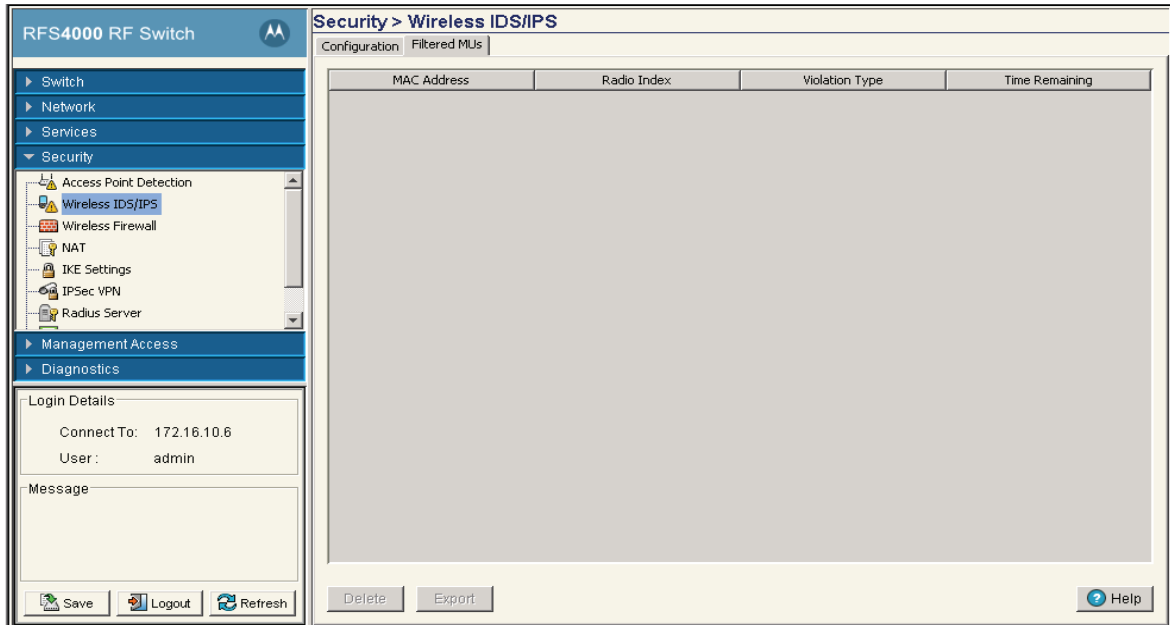 RFS4000 RF Switch
Switch
Network
Services
Security
Access Point Detection
Wireless IDS/IPS
Wireless Firewall
NAT
IKE Settings
IPSec VPN
Radius Server
Management Access
Diagnostics
Login Details
Connect To: 172.16.10.6
User : admin
Message
Save Logout Refresh
Security > Wireless IDS/IPS
Configuration Filtered MUs
MAC Address Radio Index Violation Type Time Remaining
Delete Export Help